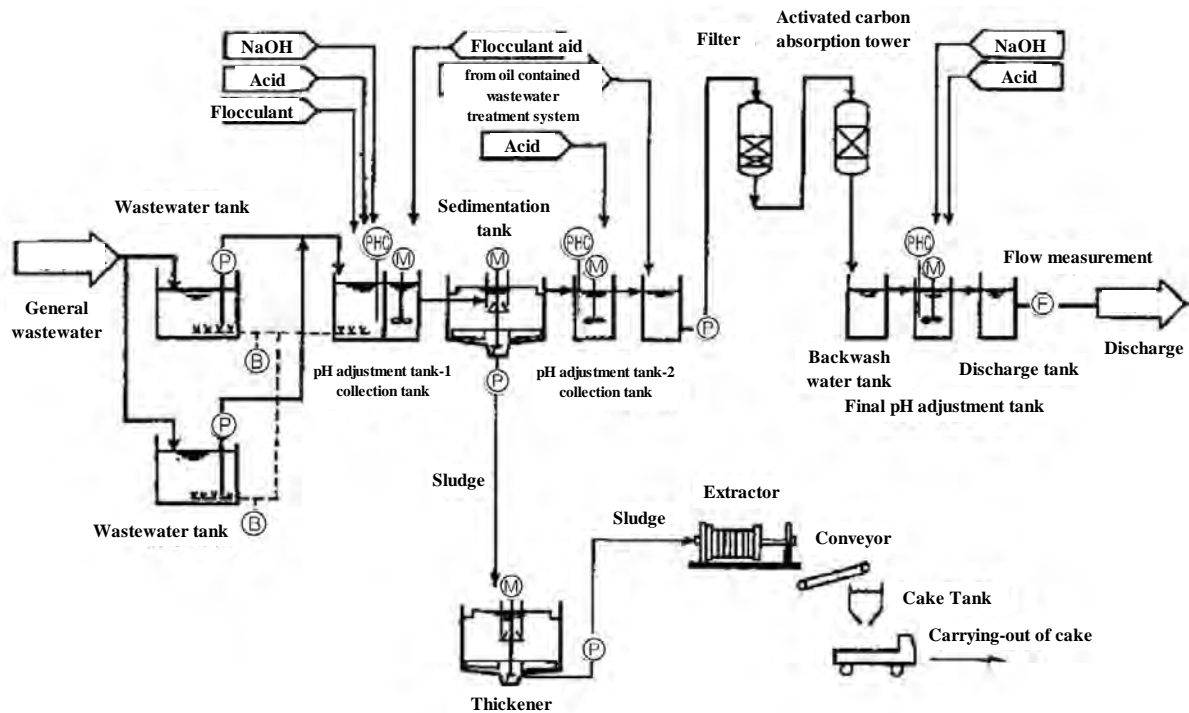 NaOH
Acid
Flocculant
Flocculant aid
from oil contained
wastewater
treatment system
Acid
Filter
Activated carbon
absorption tower
NaOH
Acid
Wastewater tank
Sedimentation
tank
PHC
M
M
PHC
M
PHC
M
P
Flow measurement
General
wastewater
B
P
F
Discharge
pH adjustment tank-1
collection tank
P
pH adjustment tank-2
collection tank
Backwash
water tank
Discharge tank
Final pH adjustment tank
P
Wastewater tank
B
Sludge
Sludge
Extractor
Conveyor
Cake Tank
Carrying-out of cake
M
P
Thickener